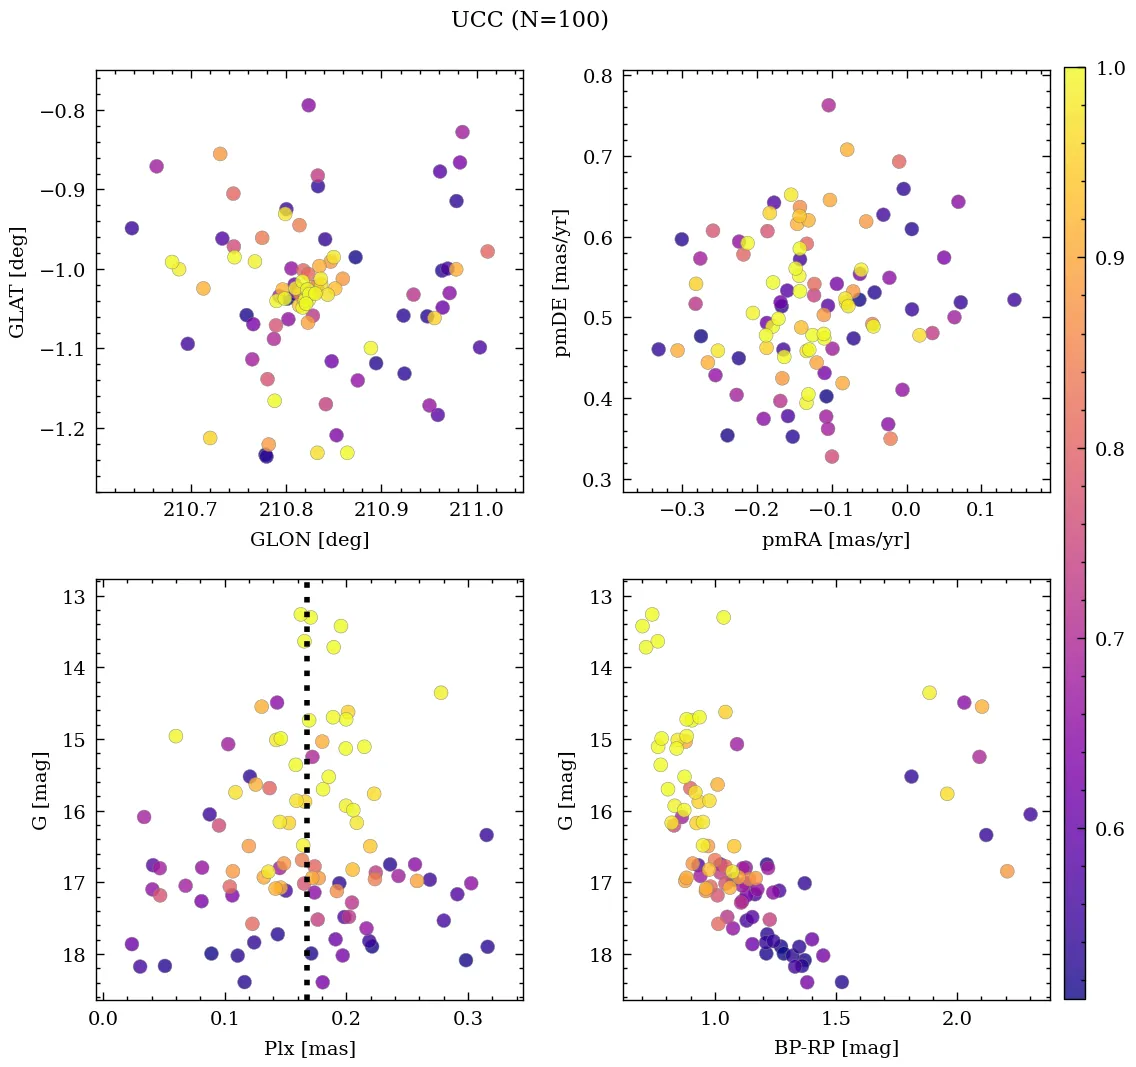 UCC (N=100)
−0.8
−0.9
−1.0
−1.1
−1.2
GLAT [deg]
210.7 210.8 210.9 211.0
GLON [deg]
0.8
0.7
0.6
0.5
0.4
0.3
pmDE [mas/yr]
−0.3 −0.2 −0.1 0.0 0.1
pmRA [mas/yr]
13
14
15
16
17
18
G [mag]
0.0 0.1 0.2 0.3
Plx [mas]
13
14
15
16
17
18
G [mag]
1.0 1.5 2.0
BP-RP [mag]
1.0
0.9
0.8
0.7
0.6